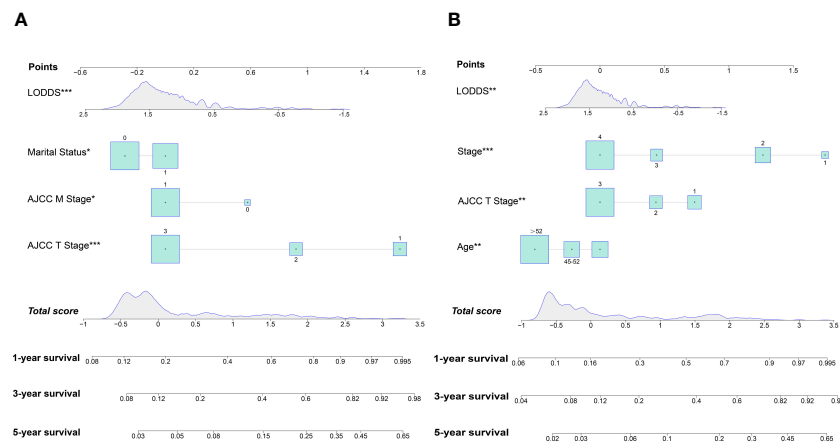 A
Points
-0.6 -0.2 0.2 0.6 1 1.4 1.8
LODDS***
2.5 1.5 0.5 -0.5 -1.5
0
Marital Status*
1
1
AJCC M Stage*
0
3 1
AJCC T Stage***
2
Total score
-1 -0.5 0 0.5 1 1.5 2 2.5 3 3.5
1-year survival
0.08 0.12 0.2 0.4 0.6 0.8 0.9 0.97 0.995
3-year survival
0.08 0.12 0.2 0.4 0.6 0.82 0.92 0.98
5-year survival
0.03 0.05 0.08 0.15 0.25 0.35 0.45 0.65
B
Points
-0.5 0 0.5 1 1.5
LODDS**
2.5 1.5 0.5 -0.5 -1.5
4 2
Stage***
3 1
3 1
AJCC T Stage**
2
>52
Age**
45-52
Total score
-1 -0.5 0 0.5 1 1.5 2 2.5 3 3.5
1-year survival
0.06 0.1 0.16 0.3 0.5 0.7 0.9 0.97 0.995
3-year survival
0.04 0.08 0.12 0.2 0.4 0.6 0.82 0.92
5-year survival
0.02 0.03 0.06 0.1 0.2 0.3 0.45 0.65